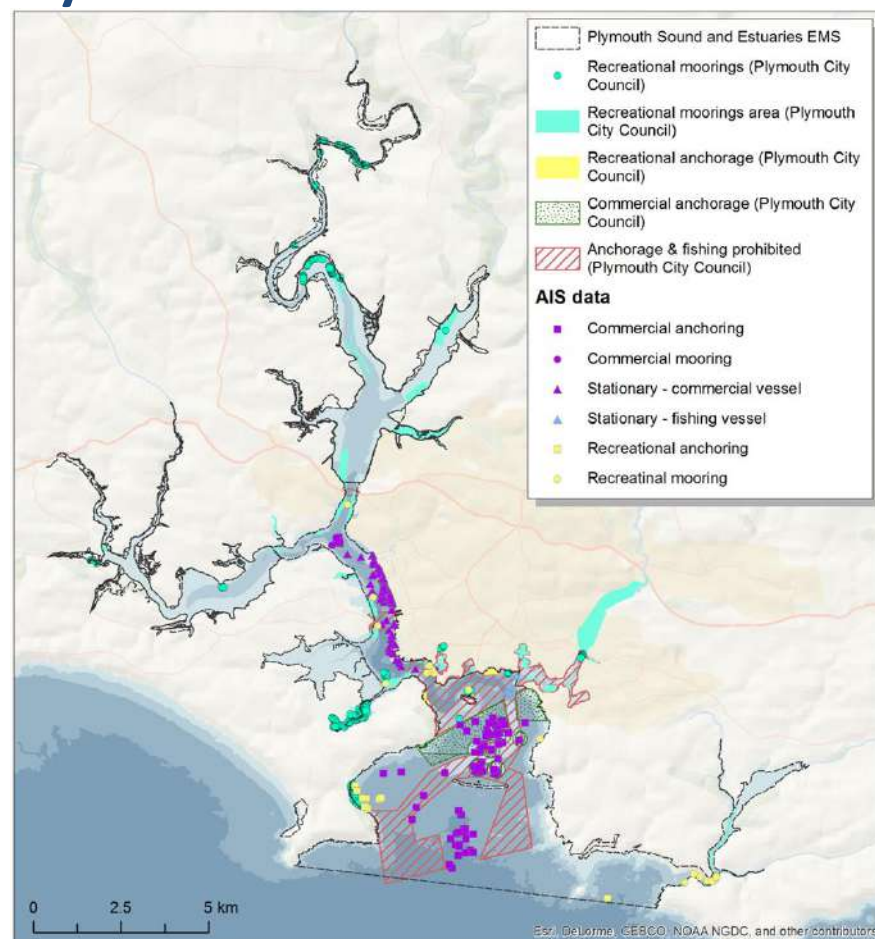 Plymouth Sound and Estuaries EMS
Recreational moorings (Plymouth City
Council)
Recreational moorings area (Plymouth
City Council)
Recreational anchorage (Plymouth City
Council)
Commercial anchorage (Plymouth City
Council)
Anchorage & fishing prohibited
(Plymouth City Council)
AIS data
Commercial anchoring
Commercial mooring
Stationary - commercial vessel
Stationary - fishing vessel
Recreational anchoring
Recreatinal mooring
0 2.5 5 km
Esri, DeLorme, GEBCO, NOAA NGDC, and other contributors